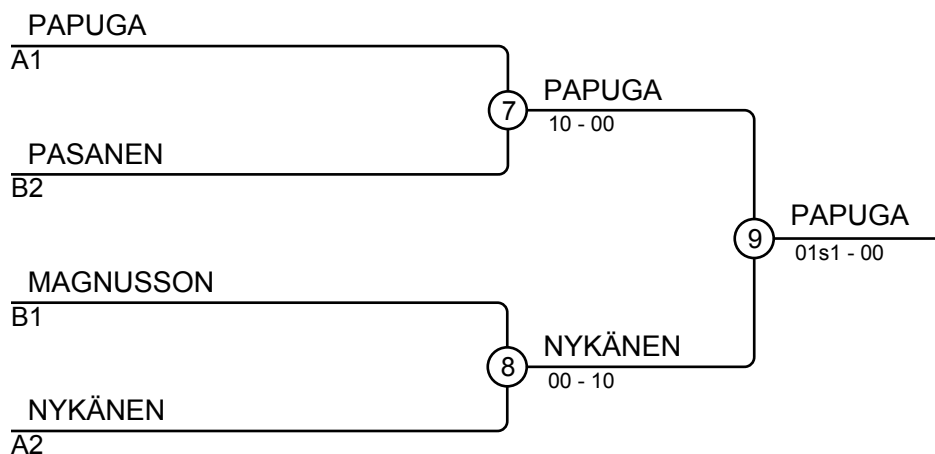 PAPUGA
A1
7
PAPUGA
10 - 00
PASANEN
B2
9
PAPUGA
01s1 - 00
MAGNUSSON
B1
8
NYKÄNEN
00 - 10
NYKÄNEN
A2